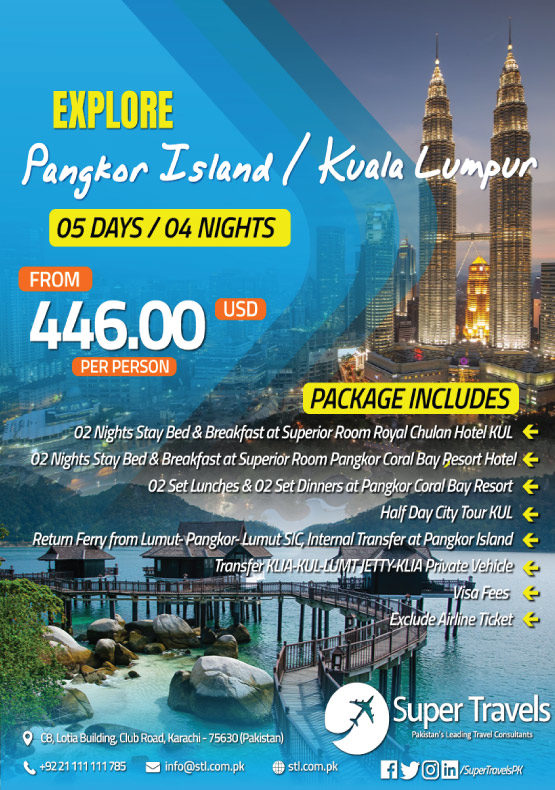 EXPLORE
Pangkor Island / Kuala Lumpur
05 DAYS / 04 NIGHTS
FROM
446.00 USD
PER PERSON
PACKAGE INCLUDES
02 Nights Stay Bed & Breakfast at Superior Room Royal Chulan Hotel KUL
02 Nights Stay Bed & Breakfast at Superior Room Pangkor Coral Bay Resort Hotel
02 Set Lunches & 02 Set Dinners at Pangkor Coral Bay Resort
Half Day City Tour KUL
Return Ferry from Lumut- Pangkor- Lumut SIC, Internal Transfer at Pangkor Island
Transfer KLIA-KUL-LUMT JETTY-KLIA Private Vehicle
Visa Fees
Exclude Airline Ticket
Super Travels
Pakistan's Leading Travel Consultants
C8, Lotia Building, Club Road, Karachi - 75630 (Pakistan)
+92 21 111 111 785 info@stl.com.pk stl.com.pk /SuperTravelsPK